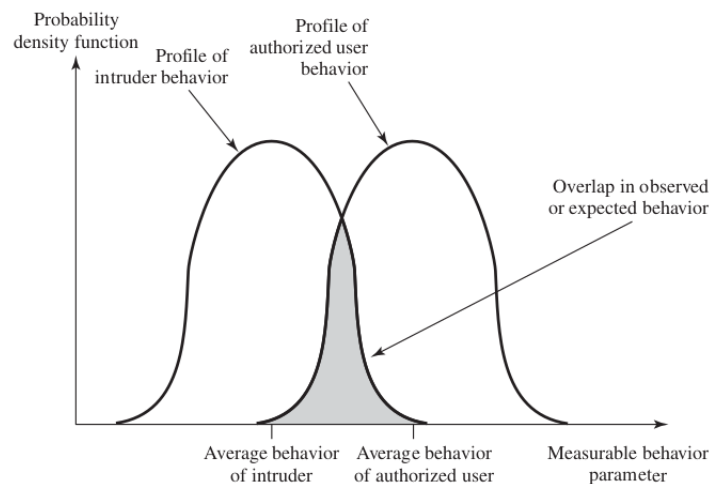 Probability
density function
Profile of
intruder behavior
Profile of
authorized user
behavior
Overlap in observed
or expected behavior
Average behavior
of intruder
Average behavior
of authorized user
Measurable behavior
parameter